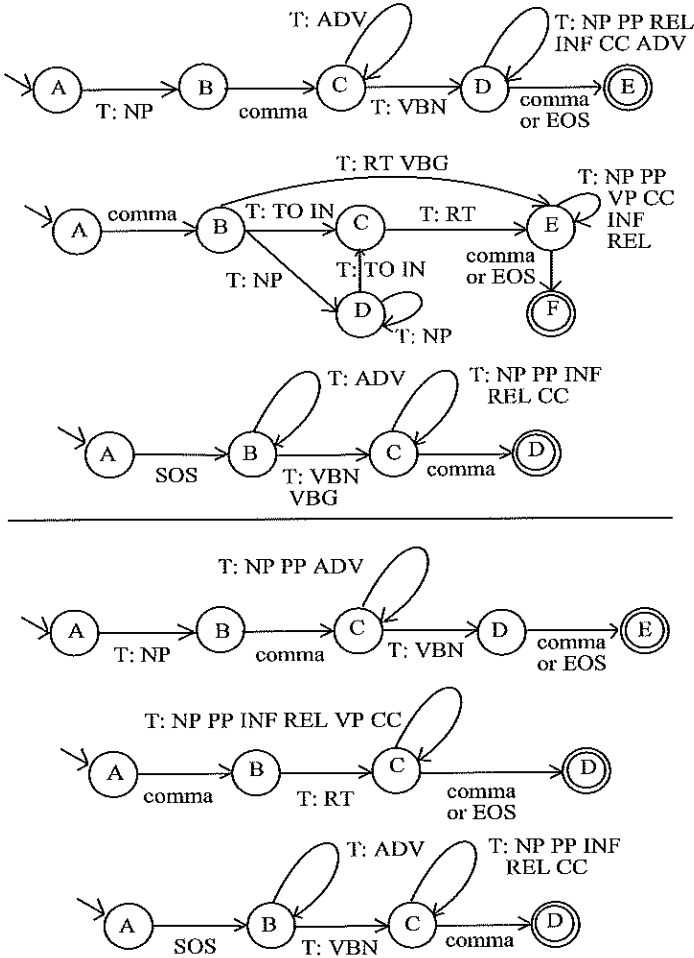 T: ADV
T: NP PP REL
INF CC ADV
A
B
C
D
E
T: NP
comma
T: VBN
comma
or EOS
T: RT VBG
T: NP PP
VP CC
INF
REL
A
comma
B
T: TO IN
C
T: RT
E
T: NP
T: TO IN
comma
or EOS
D
F
T: NP
T: ADV
T: NP PP INF
REL CC
A
B
C
D
SOS
T: VBN
VBG
comma
T: NP PP ADV
A
B
C
D
E
T: NP
comma
T: VBN
comma
or EOS
T: NP PP INF REL VP CC
A
B
C
D
comma
T: RT
comma
or EOS
T: ADV
T: NP PP INF
REL CC
A
B
C
D
SOS
T: VBN
comma